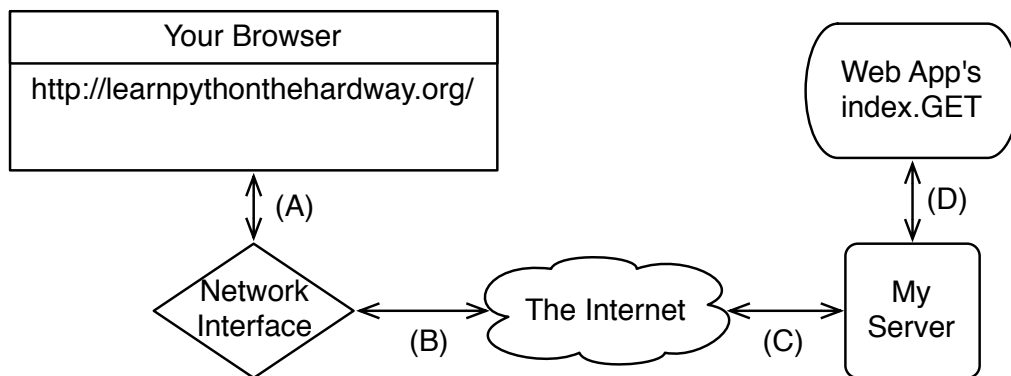 Your Browser
http://learnpythonthehardway.org/
Web App's
index.GET
(A)
(D)
Network
Interface
(B)
The Internet
(C)
My
Server